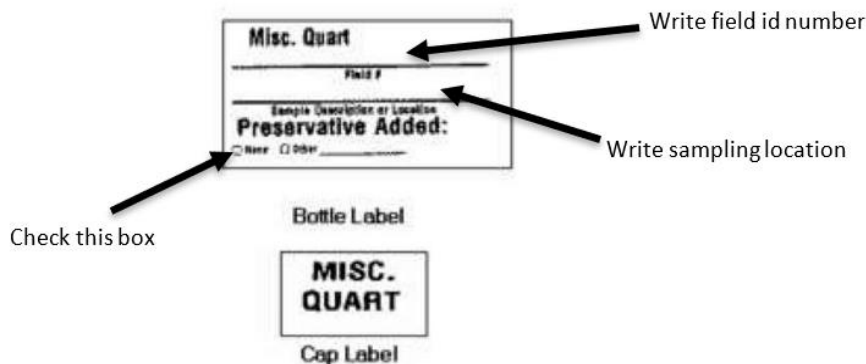 Write field id number
Misc. Quart
Field #
Sample Description or Location
Preservative Added:
None Other
Write sampling location
Check this box
Bottle Label
MISC.
QUART
Cap Label